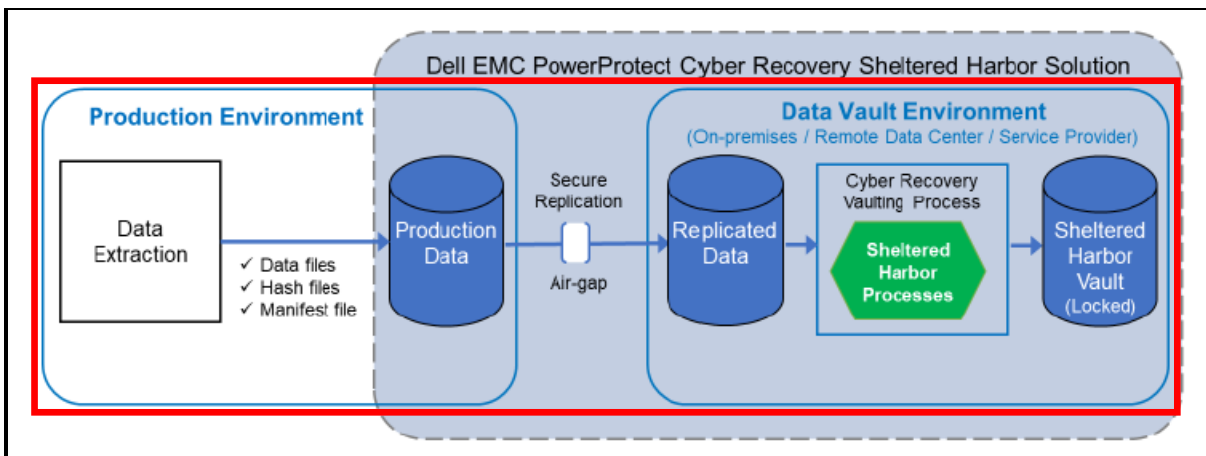 Dell EMC PowerProtect Cyber Recovery Sheltered Harbor Solution
Production Environment
Data
Extraction
✓ Data files
✓ Hash files
✓ Manifest file
Production
Data
Secure
Replication
Air-gap
Data Vault Environment
(On-premises / Remote Data Center / Service Provider)
Replicated
Data
Cyber Recovery
Vaulting Process
Sheltered
Harbor
Processes
Sheltered
Harbor
Vault
(Locked)